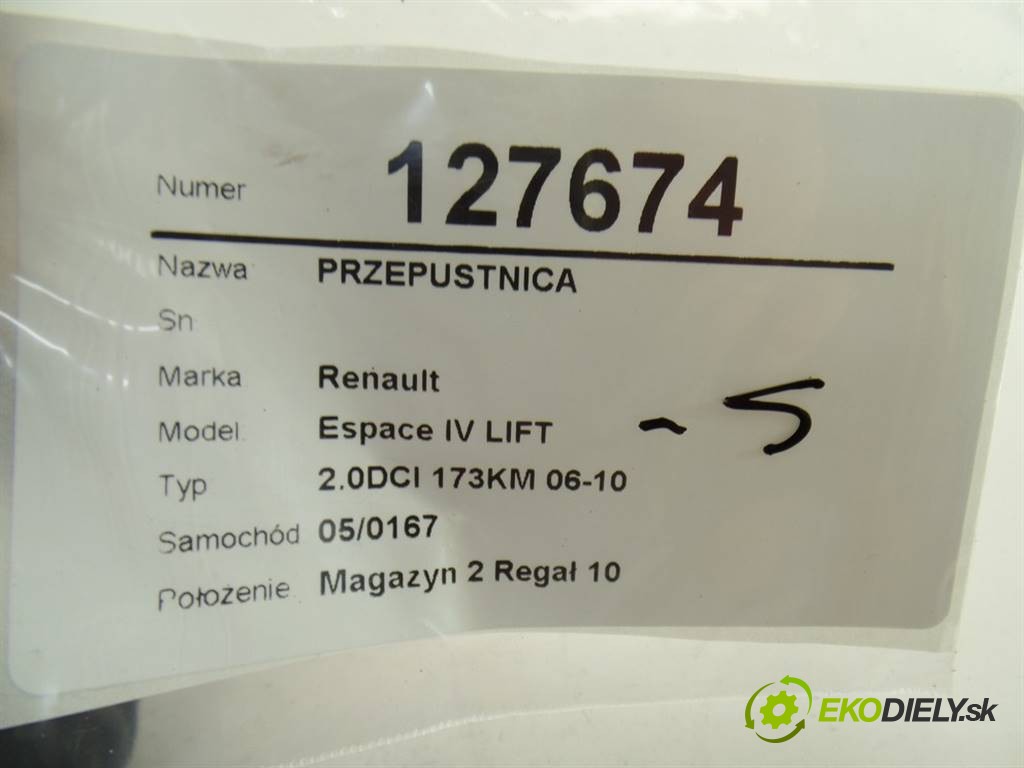 Numer 127674
Nazwa PRZEPUSTNICA
Sn
Marka Renault
Model Espace IV LIFT - 5
Typ 2.0DCI 173KM 06-10
Samochód 05/0167
Położenie Magazyn 2 Regał 10
EKODIELY.sk